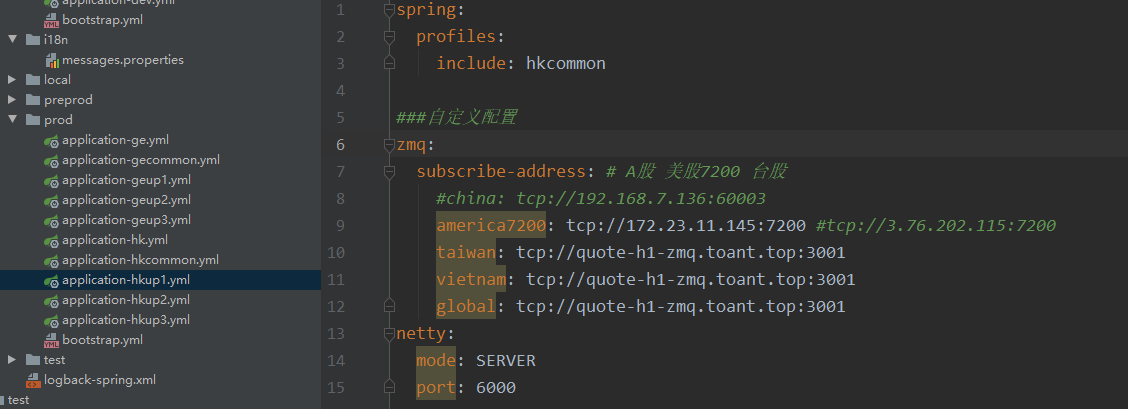 application-dev.yml
bootstrap.yml
i18n
messages.properties
local
preprod
prod
application-ge.yml
application-gecommon.yml
application-geup1.yml
application-geup2.yml
application-geup3.yml
application-hk.yml
application-hkcommon.yml
application-hkup1.yml
application-hkup2.yml
application-hkup3.yml
bootstrap.yml
test
logback-spring.xml
test
1 spring:
2 profiles:
3 include: hkcommon
4
5 ###自定义配置
6 zmq:
7 subscribe-address: # A股 美股7200 台股
8 #china: tcp://192.168.7.136:60003
9 america7200: tcp://172.23.11.145:7200 #tcp://3.76.202.115:7200
10 taiwan: tcp://quote-h1-zmq.toant.top:3001
11 vietnam: tcp://quote-h1-zmq.toant.top:3001
12 global: tcp://quote-h1-zmq.toant.top:3001
13 netty:
14 mode: SERVER
15 port: 6000